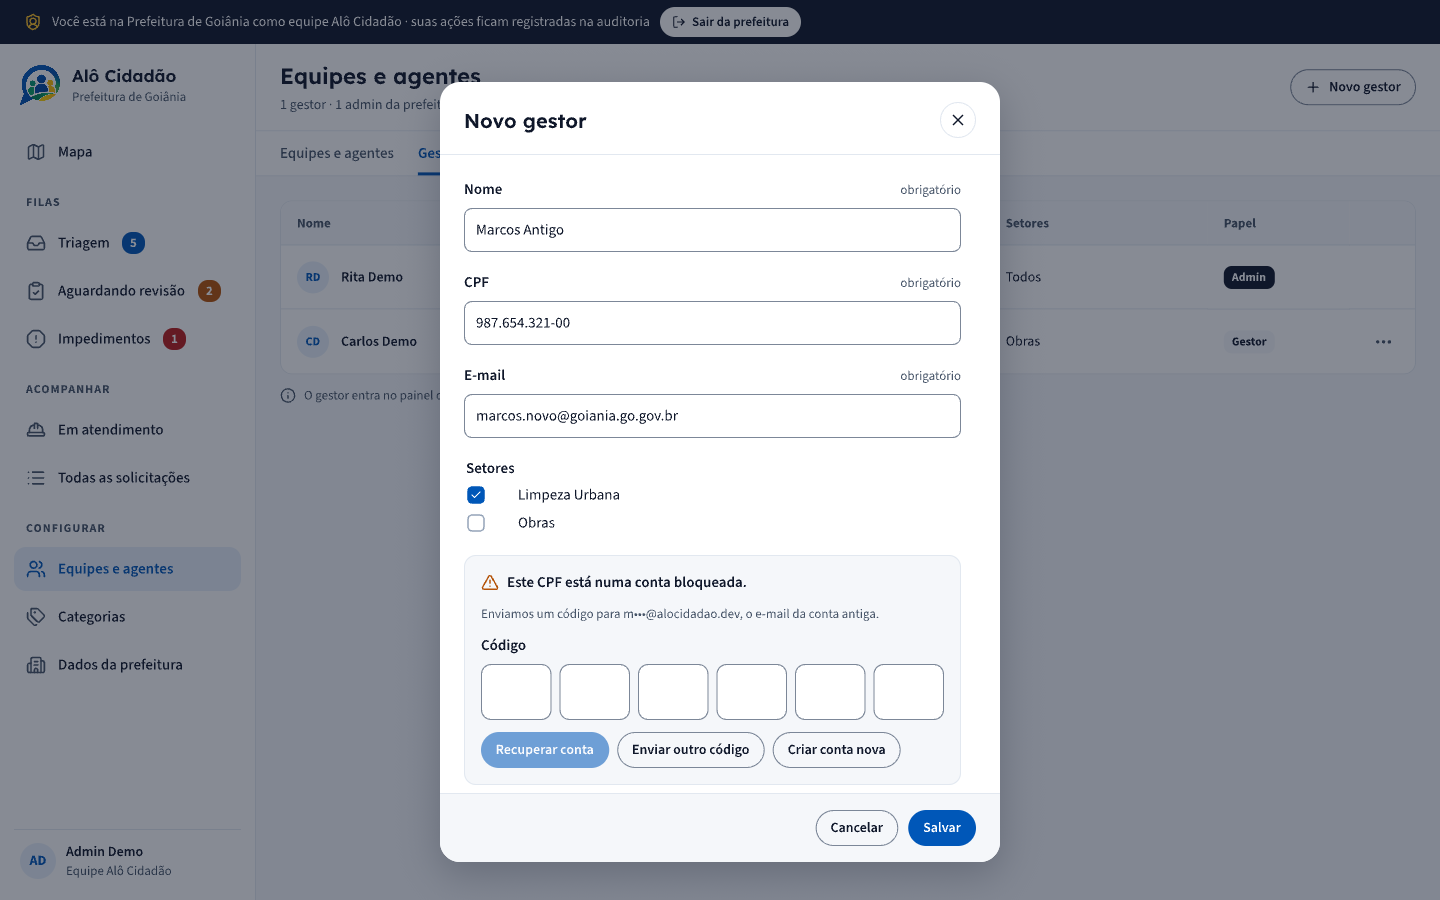 Você está na Prefeitura de Goiânia como equipe Alô Cidadão · suas ações ficam registradas na auditoria
Sair da prefeitura
Alô Cidadão
Prefeitura de Goiânia
Mapa
FILAS
Triagem 5
Aguardando revisão 2
Impedimentos 1
ACOMPANHAR
Em atendimento
Todas as solicitações
CONFIGURAR
Equipes e agentes
Categorias
Dados da prefeitura
AD
Admin Demo
Equipe Alô Cidadão
Equipes e agentes
1 gestor · 1 admin da
Novo gestor
Equipes e agentes
Nome
Setores
Papel
RD Rita Demo
Todos
Admin
CD Carlos Demo
Obras
Gestor
O gestor entra no painel
Novo gestor
Nome
obrigatório
Marcos Antigo
CPF
obrigatório
987.654.321-00
E-mail
obrigatório
marcos.novo@goiania.go.gov.br
Setores
Limpeza Urbana
Obras
Este CPF está numa conta bloqueada.
Enviamos um código para m•••@alocidadao.dev, o e-mail da conta antiga.
Código
Recuperar conta
Enviar outro código
Criar conta nova
Cancelar
Salvar